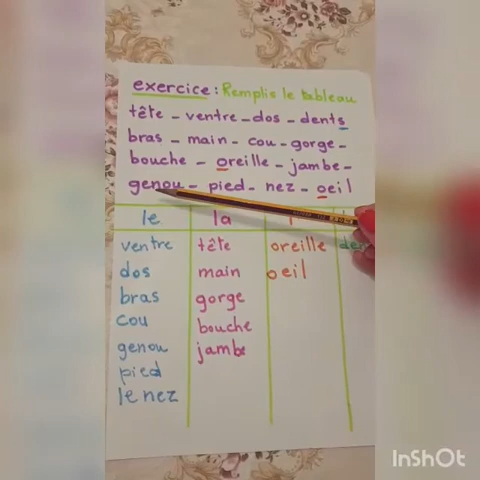 exercice : Remplis le tableau
tête - ventre - dos - dents
bras - main - cou - gorge -
bouche - oreille - jambe -
genou - pied - nez - oeil
le la
ventre tête oreille
dos main oeil
bras gorge
cou bouche
genou jambe
pied
le nez
InShOt